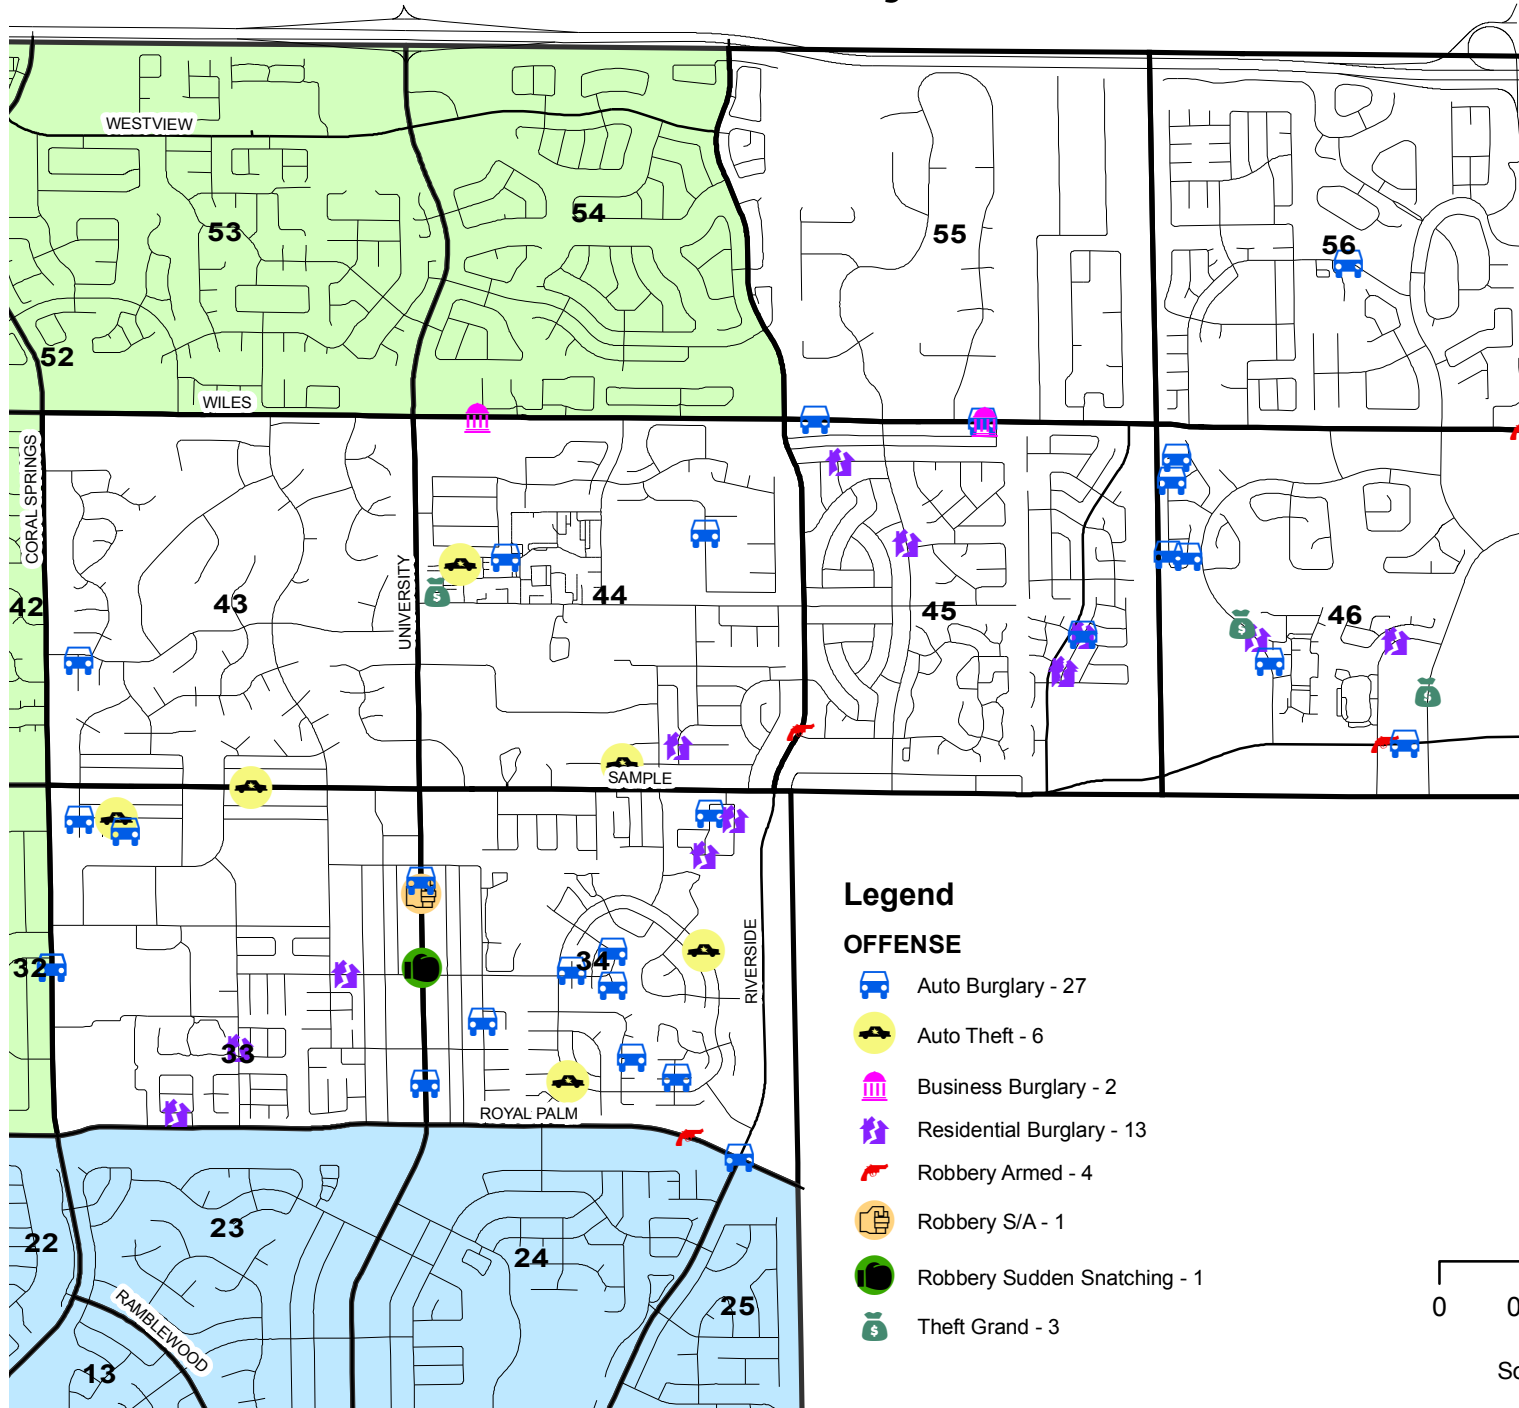 WESTVIEW
53
54
55
56
52
WILES
CORAL SPRINGS
UNIVERSITY
42
43
44
45
46
SAMPLE
32
33
34
RIVERSIDE
ROYAL PALM
22
23
24
25
RAMBLEWOOD
13
Legend
OFFENSE
Auto Burglary - 27
Auto Theft - 6
Business Burglary - 2
Residential Burglary - 13
Robbery Armed - 4
Robbery S/A - 1
Robbery Sudden Snatching - 1
Theft Grand - 3
0 0
Sc